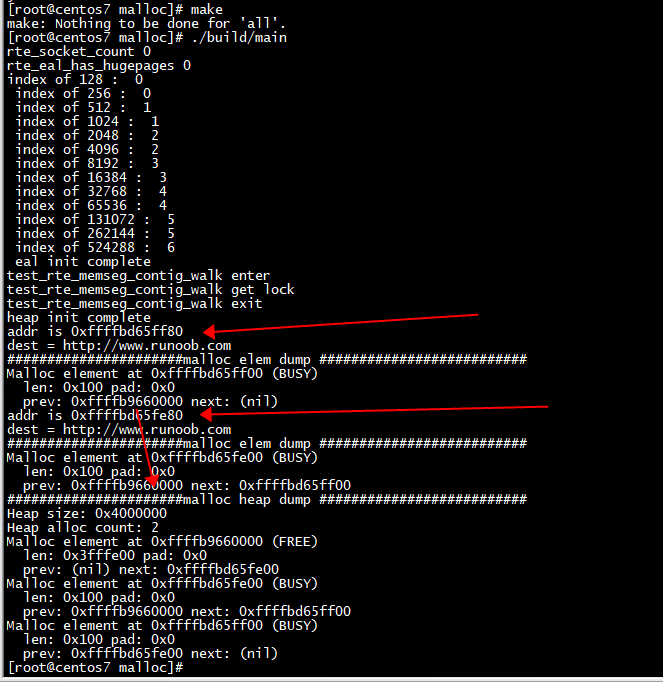 [root@centos7 malloc]# make
make: Nothing to be done for 'all'.
[root@centos7 malloc]# ./build/main
rte_socket_count 0
rte_eal_has_hugepages 0
index of 128 :  0
 index of 256 :  0
 index of 512 :  1
 index of 1024 :  1
 index of 2048 :  2
 index of 4096 :  2
 index of 8192 :  3
 index of 16384 :  3
 index of 32768 :  4
 index of 65536 :  4
 index of 131072 :  5
 index of 262144 :  5
 index of 524288 :  6
 eal init complete
test_rte_memseg_contig_walk enter
test_rte_memseg_contig_walk get lock
test_rte_memseg_contig_walk exit
heap init complete
addr is 0xffffbd65ff80
dest = http://www.runoob.com
######################malloc elem dump ##########################
Malloc element at 0xffffbd65ff00 (BUSY)
  len: 0x100 pad: 0x0
  prev: 0xffffb9660000 next: (nil)
addr is 0xffffbd65fe80
dest = http://www.runoob.com
######################malloc elem dump ##########################
Malloc element at 0xffffbd65fe00 (BUSY)
  len: 0x100 pad: 0x0
  prev: 0xffffb9660000 next: 0xffffbd65ff00
######################malloc heap dump ##########################
Heap size: 0x4000000
Heap alloc count: 2
Malloc element at 0xffffb9660000 (FREE)
  len: 0x3fffe00 pad: 0x0
  prev: (nil) next: 0xffffbd65fe00
Malloc element at 0xffffbd65fe00 (BUSY)
  len: 0x100 pad: 0x0
  prev: 0xffffb9660000 next: 0xffffbd65ff00
Malloc element at 0xffffbd65ff00 (BUSY)
  len: 0x100 pad: 0x0
  prev: 0xffffbd65fe00 next: (nil)
[root@centos7 malloc]#